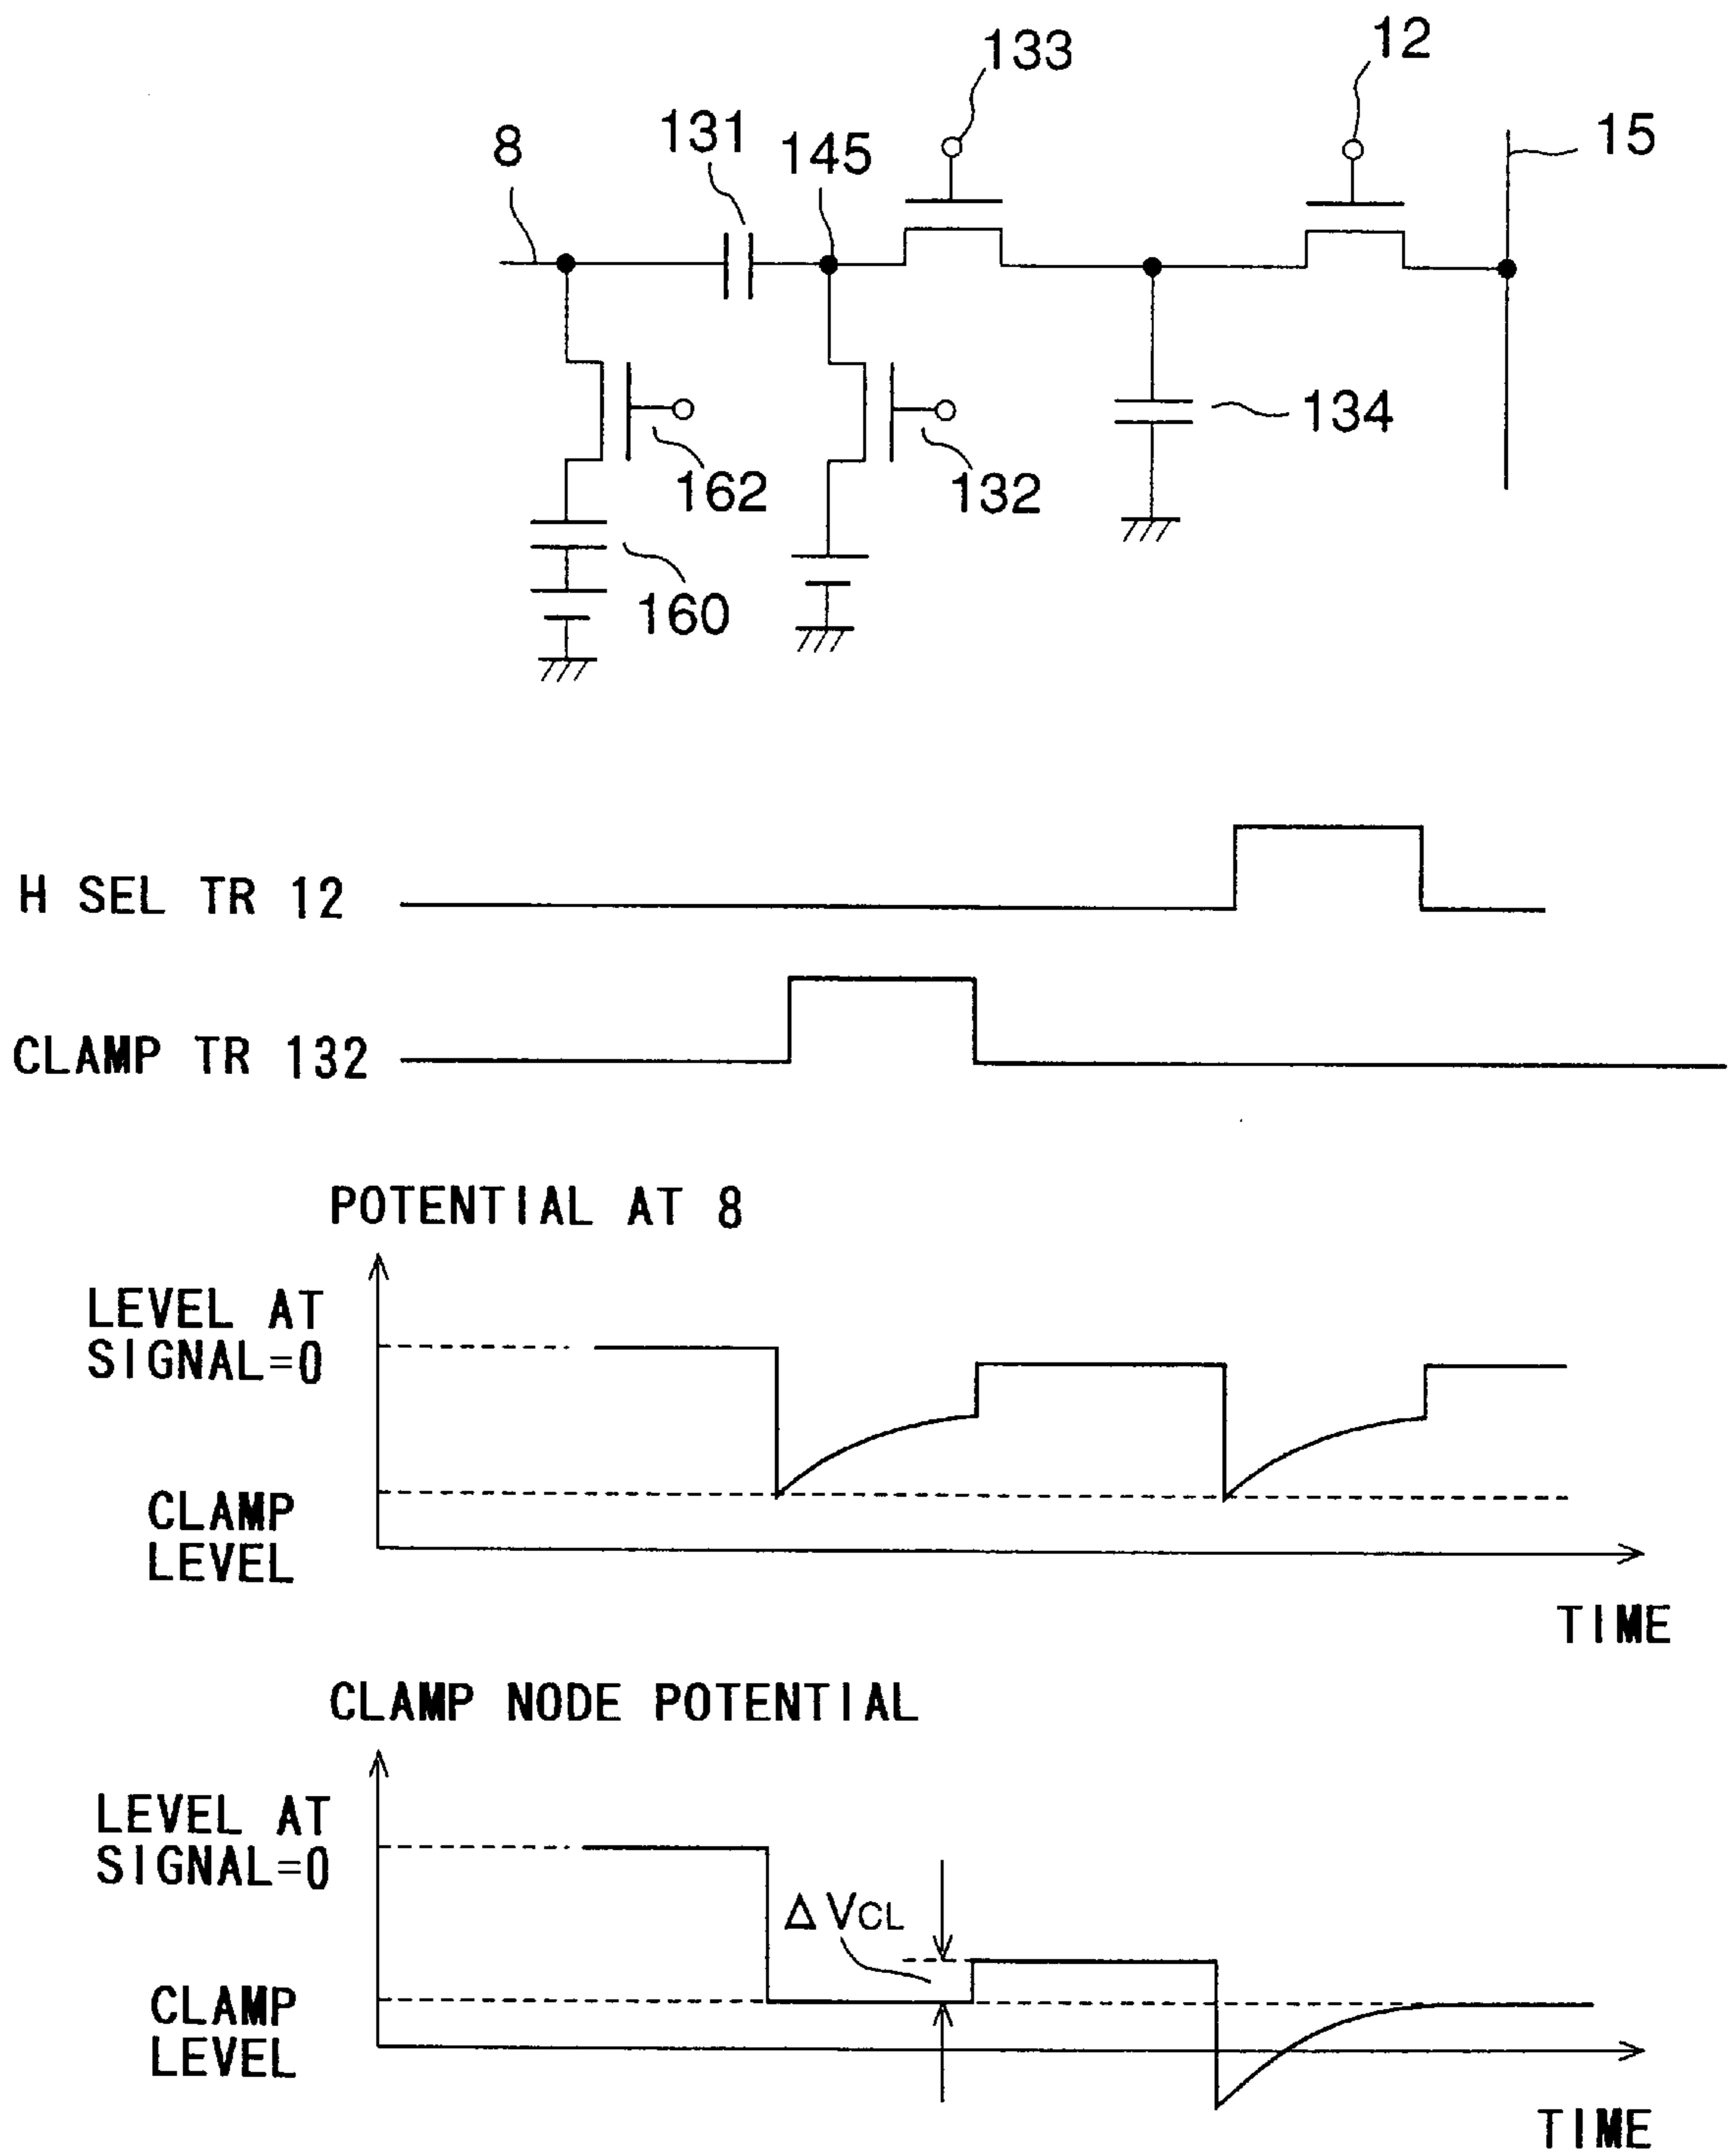 133
12
131
15
8
145
134
162
132
160
H SEL TR 12
CLAMP TR 132
POTENTIAL AT 8
LEVEL AT
SIGNAL=0
CLAMP
LEVEL
TIME
CLAMP NODE POTENTIAL
LEVEL AT
SIGNAL=0
ΔVCL
CLAMP
LEVEL
TIME